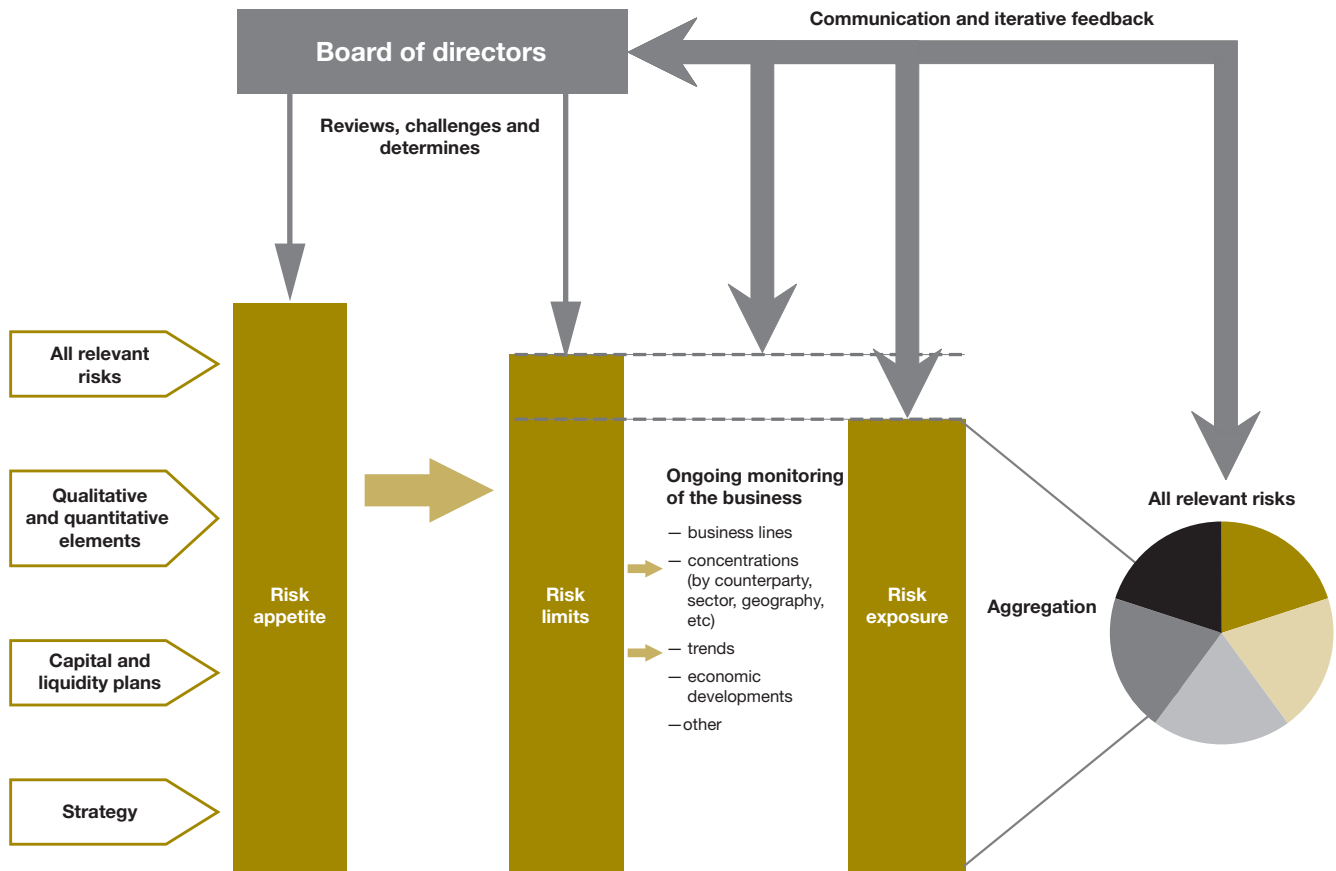 Communication and iterative feedback
Board of directors
Reviews, challenges and
determines
All relevant
risks
Qualitative
and quantitative
elements
Capital and
liquidity plans
Strategy
Risk
appetite
Risk
limits
Ongoing monitoring
of the business
— business lines
— concentrations
(by counterparty,
sector, geography,
etc)
— trends
— economic
developments
—other
Risk
exposure
Aggregation
All relevant risks